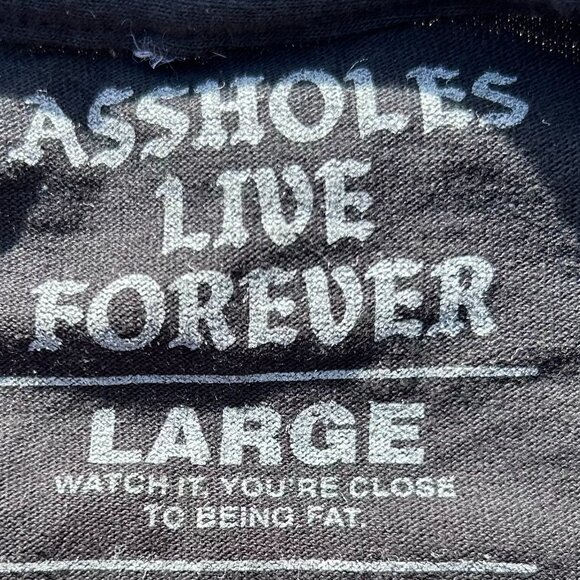 ASSHOLES
LIVE
FOREVER
LARGE
WATCH IT. YOU'RE CLOSE
TO BEING FAT.